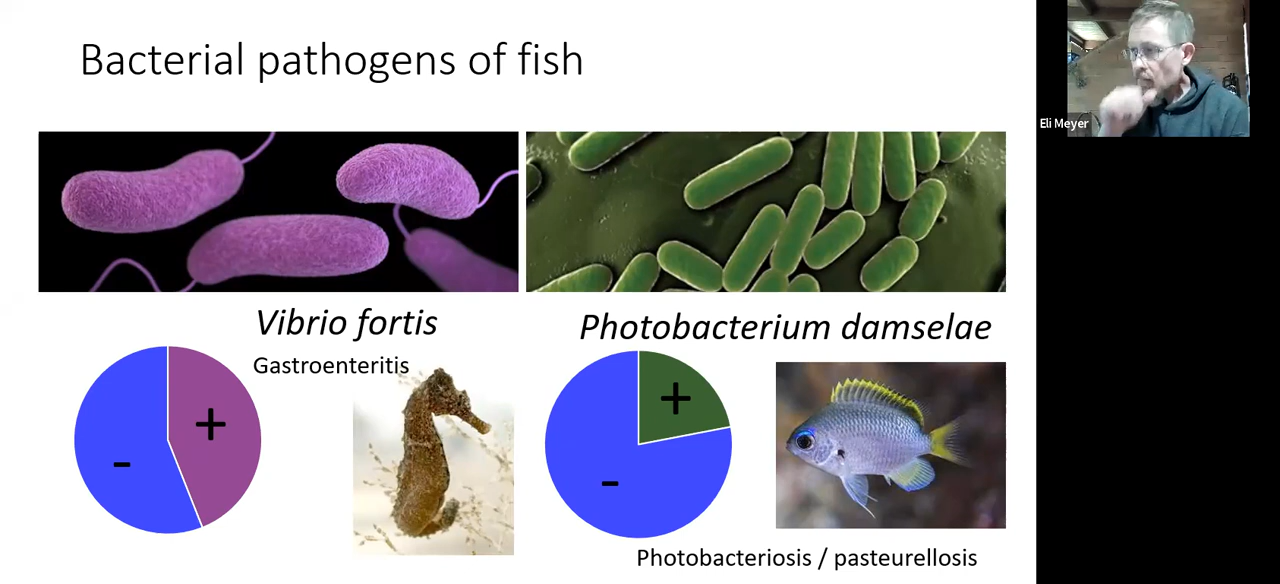 Bacterial pathogens of fish
Eli Meyer
Vibrio fortis
Gastroenteritis
+
-
Photobacterium damselae
+
-
Photobacteriosis / pasteurellosis